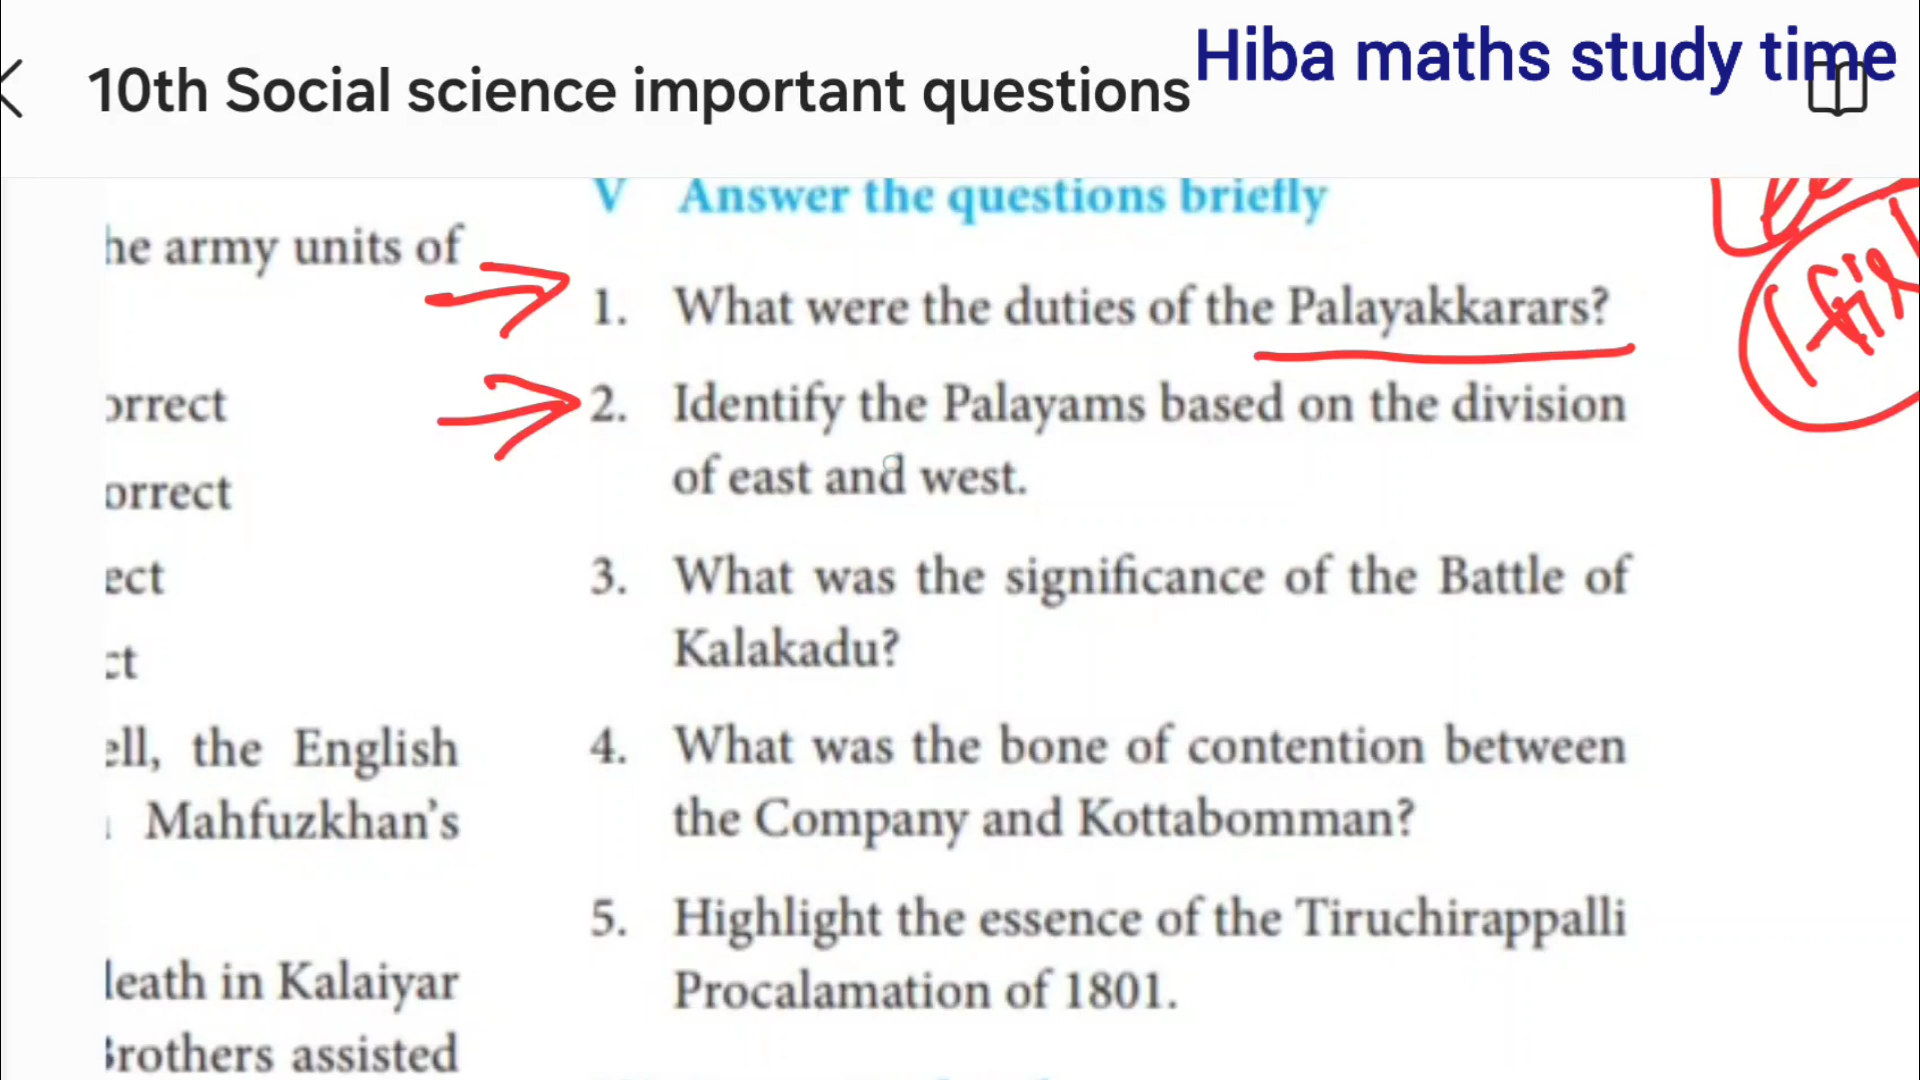 Hiba maths study time
10th Social science important questions
V Answer the questions briefly
he army units of
1. What were the duties of the Palayakkarars?
orrect
2. Identify the Palayams based on the division
of east and west.
orrect
ect
3. What was the significance of the Battle of
Kalakadu?
ct
ell, the English
4. What was the bone of contention between
Mahfuzkhan's
the Company and Kottabomman?
5. Highlight the essence of the Tiruchirappalli
leath in Kalaiyar
Procalamation of 1801.
Brothers assisted